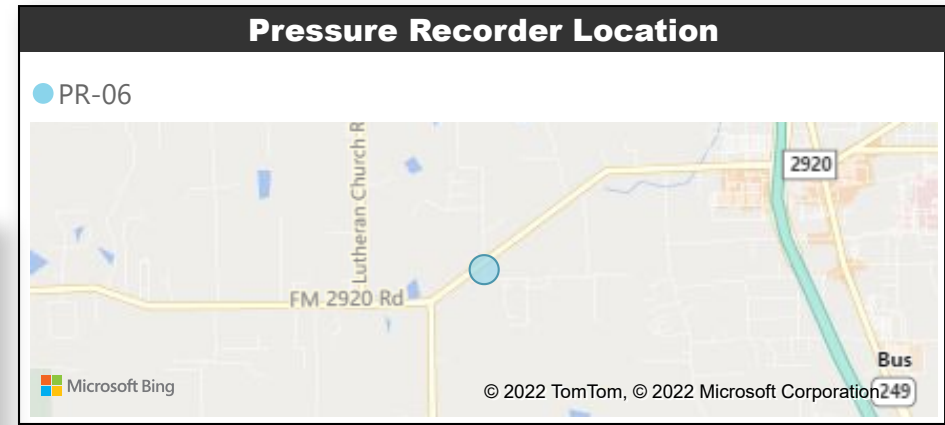 Pressure Recorder Location
PR-06
2920
Lutheran Church R
FM 2920 Rd
Bus
249
Microsoft Bing
© 2022 TomTom, © 2022 Microsoft Corporation